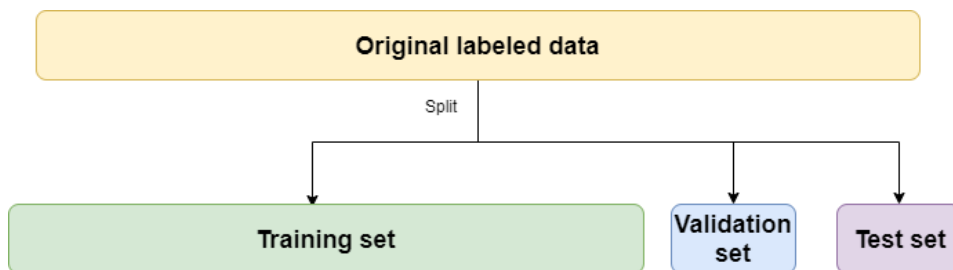 Original labeled data
Split
Training set
Validation
set
Test set